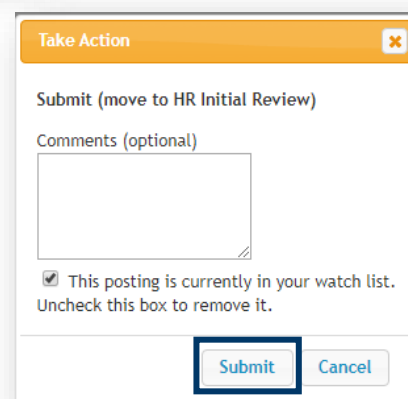 Take Action
Submit (move to HR Initial Review)
Comments (optional)
This posting is currently in your watch list.
Uncheck this box to remove it.
Submit Cancel